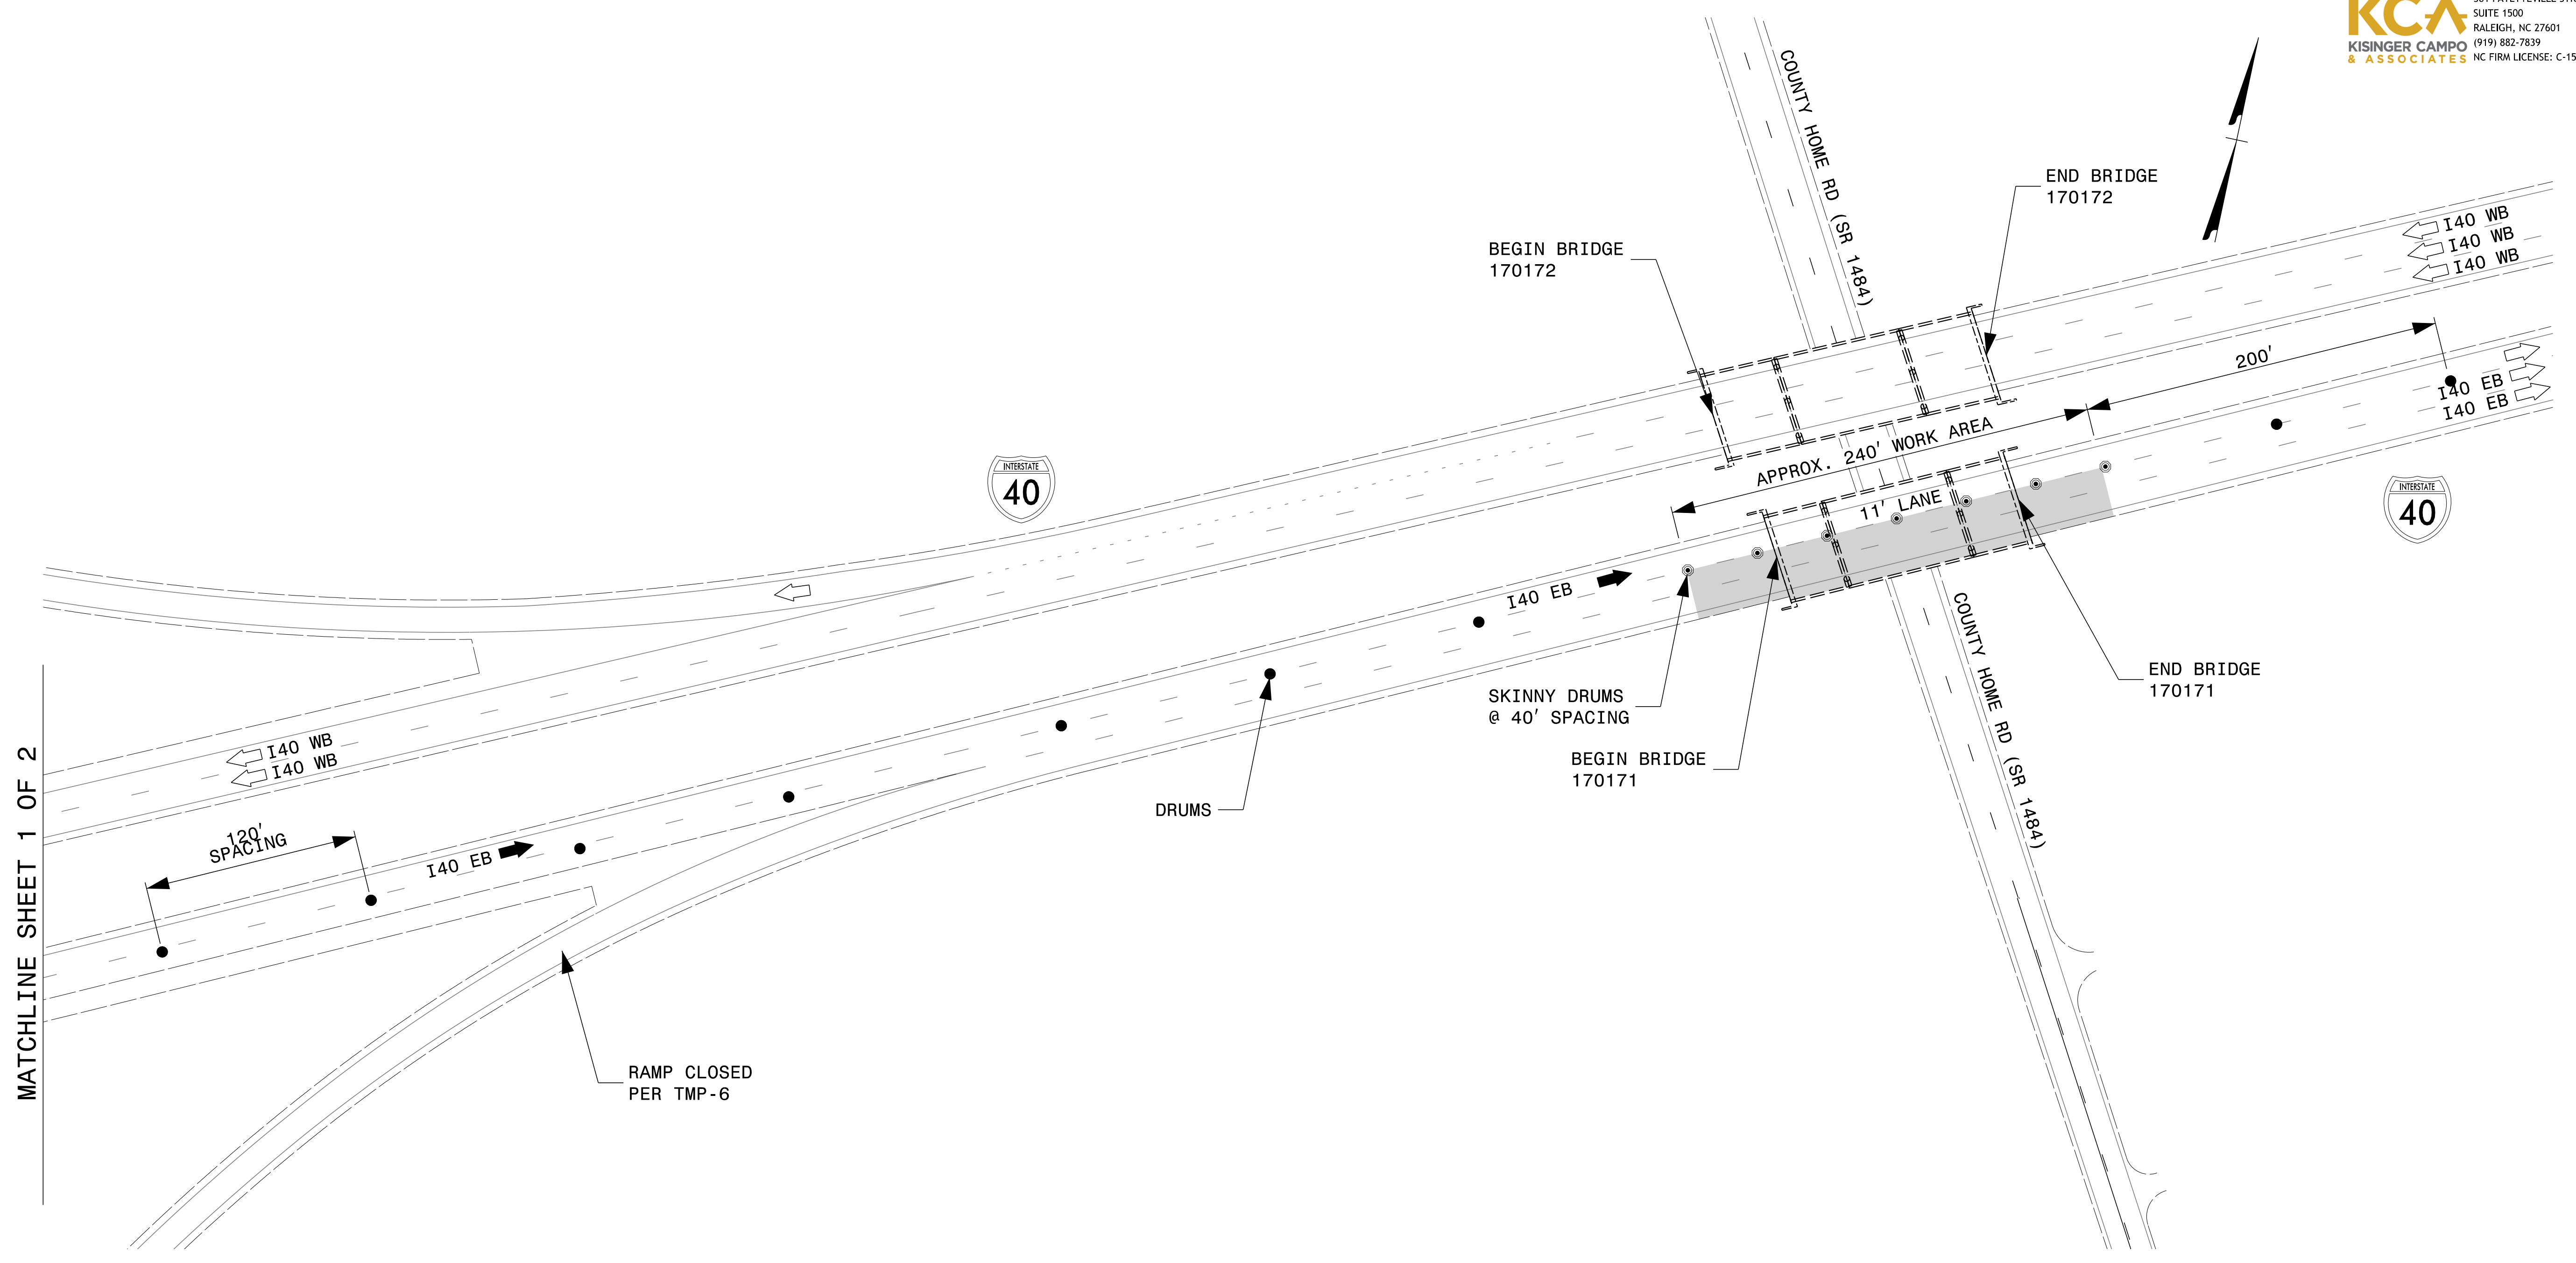 KCA
KISINGER CAMPO
& ASSOCIATES
SUITE 1500
RALEIGH, NC 27601
(919) 882-7839
NC FIRM LICENSE: C-15
COUNTY HOME RD (SR 1484)
END BRIDGE
170172
BEGIN BRIDGE
170172
I40 WB
I40 WB
I40 WB
200'
I40 EB
I40 EB
APPROX. 240' WORK AREA
11' LANE
INTERSTATE
40
INTERSTATE
40
I40 EB
SKINNY DRUMS
@ 40' SPACING
BEGIN BRIDGE
170171
END BRIDGE
170171
COUNTY HOME RD (SR 1484)
DRUMS
I40 WB
I40 WB
120'
SPACING
I40 EB
MATCHLINE SHEET 1 OF 2
RAMP CLOSED
PER TMP-6